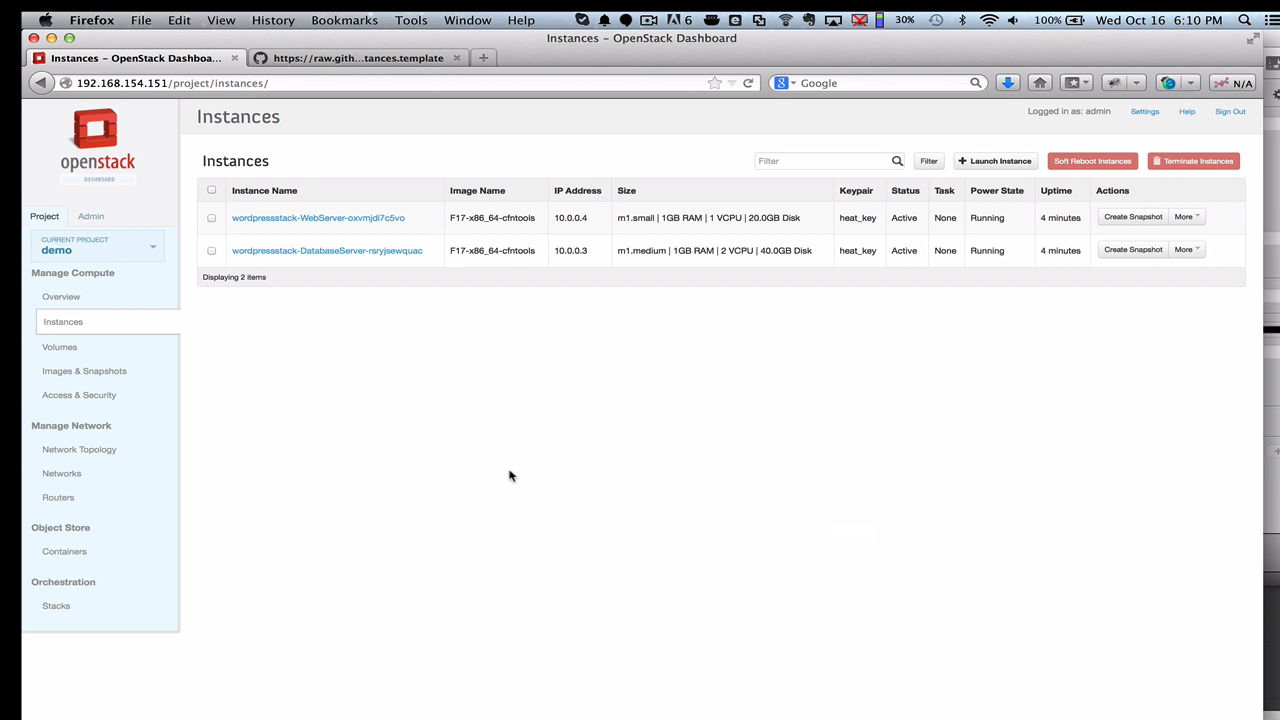 Firefox File Edit View History Bookmarks Tools Window Help 6 30% 100% Wed Oct 16 6:10 PM
Instances – OpenStack Dashboard
Instances – OpenStack Dashboa... https://raw.gith...tances.template
192.168.154.151/project/instances/ Google N/A
openstack
DASHBOARD
Instances
Logged in as: admin Settings Help Sign Out
Instances
Filter Filter Launch Instance Soft Reboot Instances Terminate Instances
Instance Name Image Name IP Address Size Keypair Status Task Power State Uptime Actions
wordpressstack-WebServer-oxvmjdi7c5vo F17-x86_64-cfntools 10.0.0.4 m1.small | 1GB RAM | 1 VCPU | 20.0GB Disk heat_key Active None Running 4 minutes Create Snapshot More
wordpressstack-DatabaseServer-rsryjsewquac F17-x86_64-cfntools 10.0.0.3 m1.medium | 1GB RAM | 2 VCPU | 40.0GB Disk heat_key Active None Running 4 minutes Create Snapshot More
Displaying 2 items
Project Admin
CURRENT PROJECT
demo
Manage Compute
Overview
Instances
Volumes
Images & Snapshots
Access & Security
Manage Network
Network Topology
Networks
Routers
Object Store
Containers
Orchestration
Stacks